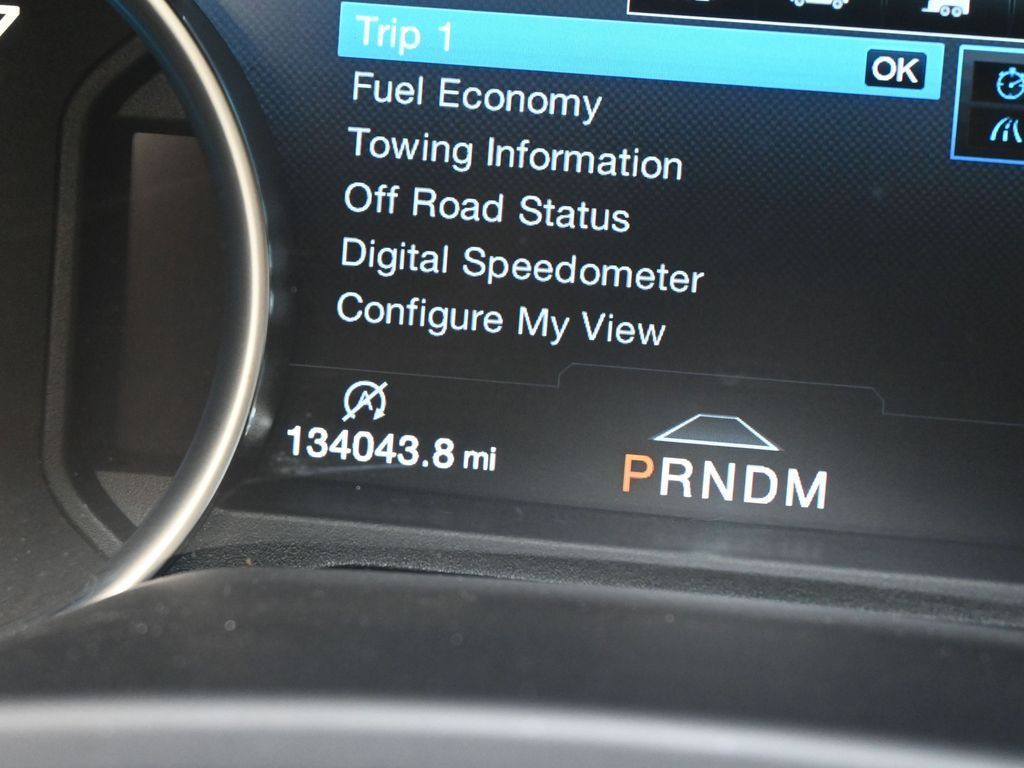 Trip 1
OK
Fuel Economy
Towing Information
Off Road Status
Digital Speedometer
Configure My View
134043.8 mi
PRNDM